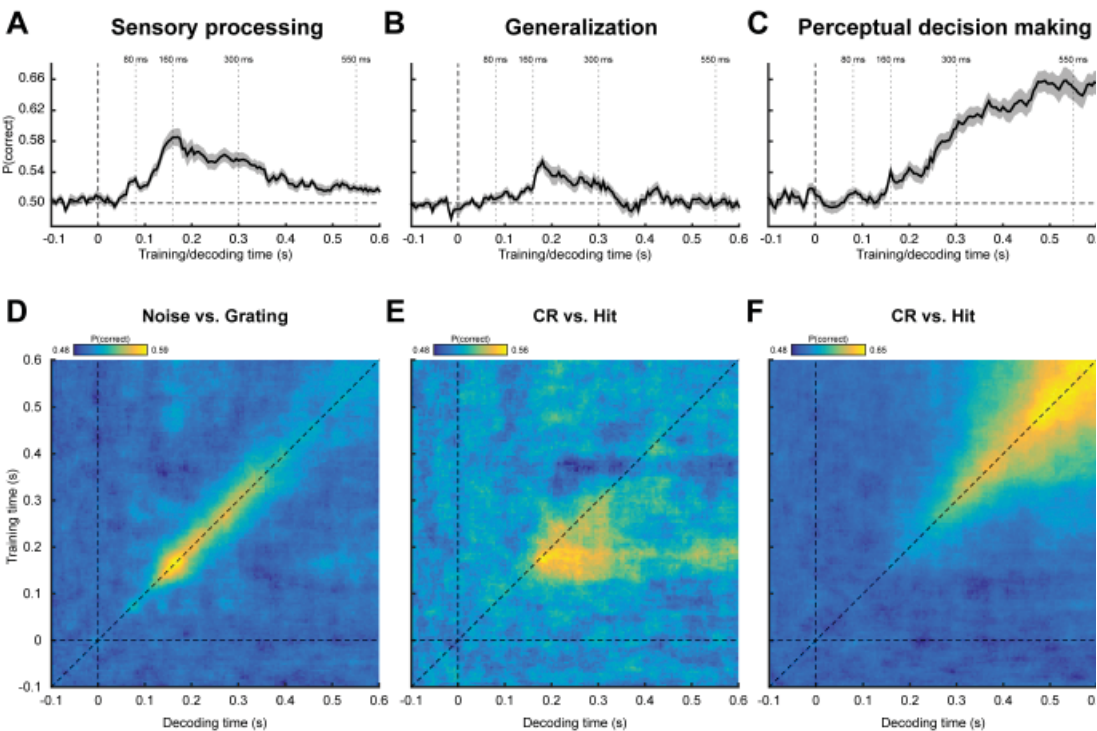 A Sensory processing
B Generalization
C Perceptual decision making
80 ms 160 ms 300 ms 550 ms
80 ms 160 ms 300 ms 550 ms
80 ms 160 ms 300 ms 550 ms
P(correct)
0.66
0.62
0.58
0.54
0.50
-0.1 0 0.1 0.2 0.3 0.4 0.5 0.6
Training/decoding time (s)
-0.1 0 0.1 0.2 0.3 0.4 0.5 0.6
Training/decoding time (s)
-0.1 0 0.1 0.2 0.3 0.4 0.5 0.6
Training/decoding time (s)
D Noise vs. Grating
E CR vs. Hit
F CR vs. Hit
P(correct)
0.48 0.59
P(correct)
0.48 0.56
P(correct)
0.48 0.65
Training time (s)
0.6
0.5
0.4
0.3
0.2
0.1
0
-0.1
-0.1 0 0.1 0.2 0.3 0.4 0.5 0.6
Decoding time (s)
-0.1 0 0.1 0.2 0.3 0.4 0.5 0.6
Decoding time (s)
-0.1 0 0.1 0.2 0.3 0.4 0.5 0.6
Decoding time (s)